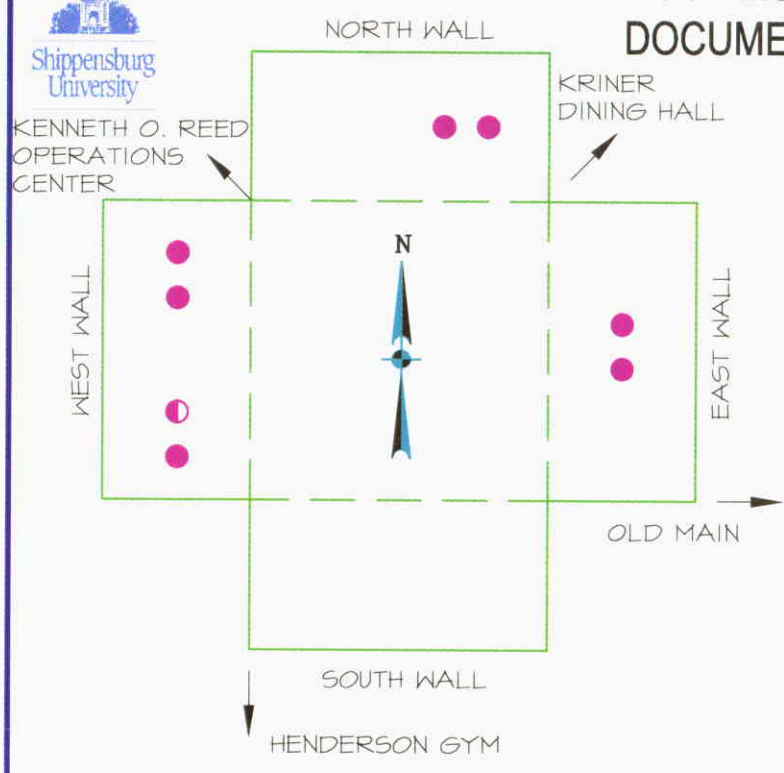 Shippensburg
University
NORTH WALL
KRINER
DINING HALL
KENNETH O. REED
OPERATIONS
CENTER
N
WEST WALL
EAST WALL
OLD MAIN
SOUTH WALL
HENDERSON GYM